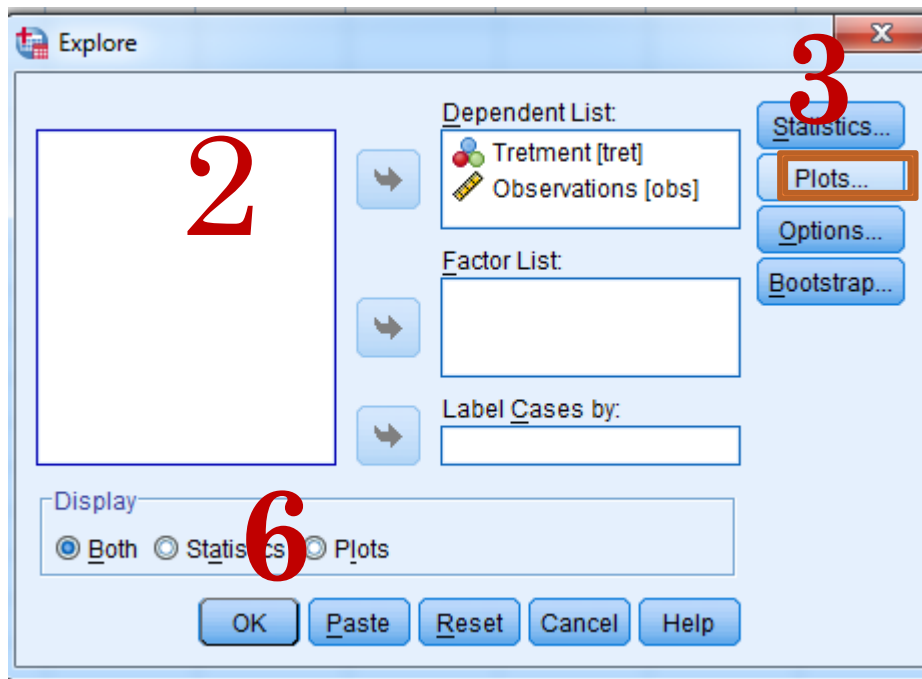 Explore
3
2
Dependent List:
Tretment [tret]
Observations [obs]
Statistics...
Plots...
Options...
Bootstrap...
Factor List:
Label Cases by:
Display
6
Both Statistics Plots
OK Paste Reset Cancel Help